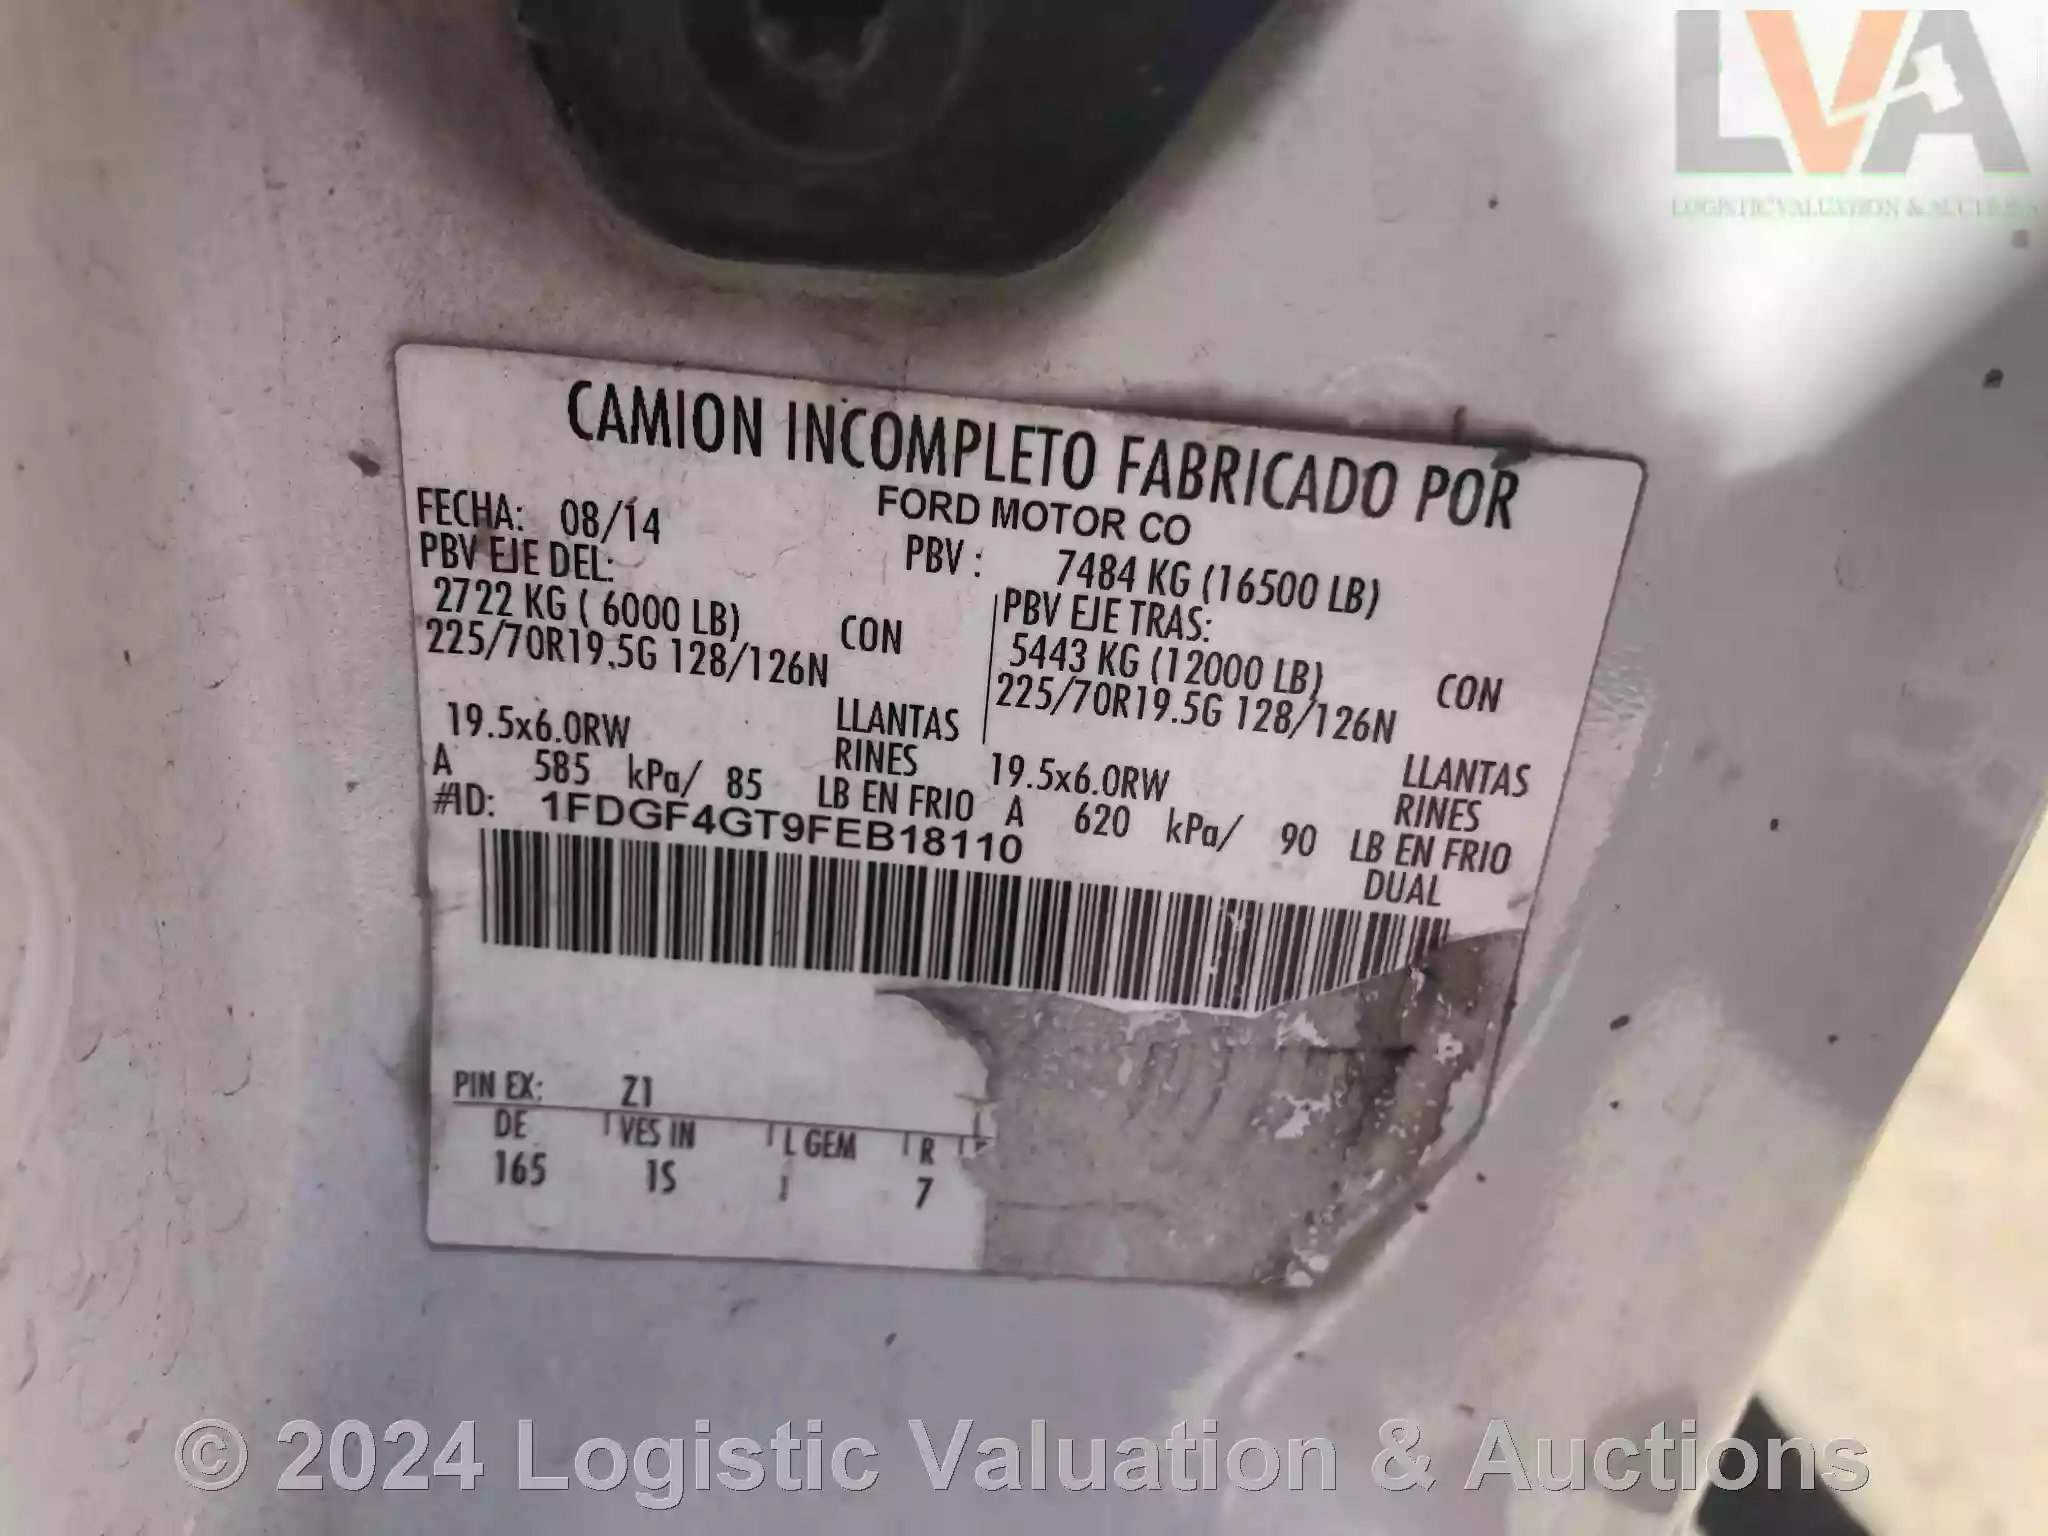 LVA
LOGISTIC VALUATION & AUCTIONS
CAMION INCOMPLETO FABRICADO POR
FORD MOTOR CO
FECHA: 08/14
PBV : 7484 KG (16500 LB)
PBV EJE DEL:
2722 KG ( 6000 LB) CON
225/70R19.5G 128/126N LLANTAS
19.5x6.0RW RINES
A 585 kPa/ 85 LB EN FRIO
PBV EJE TRAS:
5443 KG (12000 LB) CON
225/70R19.5G 128/126N LLANTAS
19.5x6.0RW RINES
A 620 kPa/ 90 LB EN FRIO
DUAL
#ID: 1FDGF4GT9FEB18110
PIN EX: Z1
DE VES IN L GEM R
165 1S 7
© 2024 Logistic Valuation & Auctions